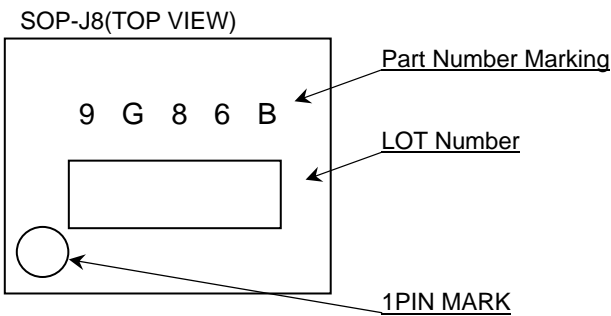 SOP-J8(TOP VIEW)
Part Number Marking
9 G 8 6 B
LOT Number
1PIN MARK